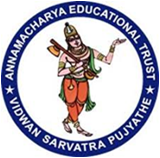 ANNAMACHARYA EDUCATIONAL TRUST
VIDWAN SARVATRA PUJYATHE